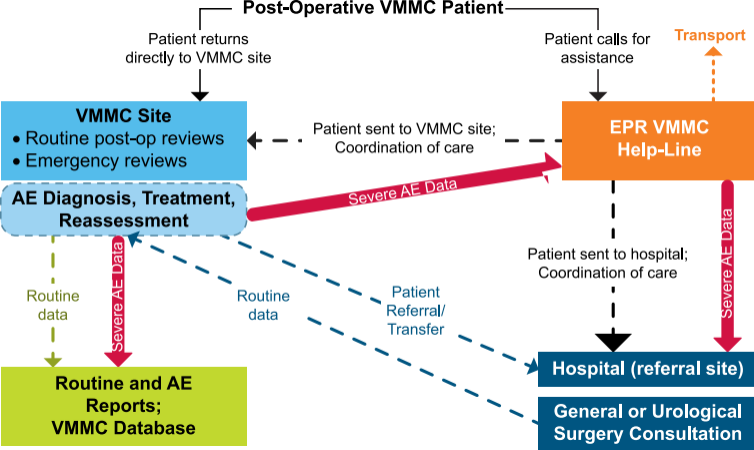 Post-Operative VMMC Patient
Patient returns
directly to VMMC site
Patient calls for
assistance
Transport
VMMC Site
• Routine post-op reviews
• Emergency reviews
Patient sent to VMMC site;
Coordination of care
EPR VMMC
Help-Line
AE Diagnosis, Treatment,
Reassessment
Severe AE Data
Severe AE Data
Patient sent to hospital;
Coordination of care
Routine
data
Severe AE Data
Routine
data
Patient
Referral/
Transfer
Routine and AE
Reports;
VMMC Database
Hospital (referral site)
General or Urological
Surgery Consultation